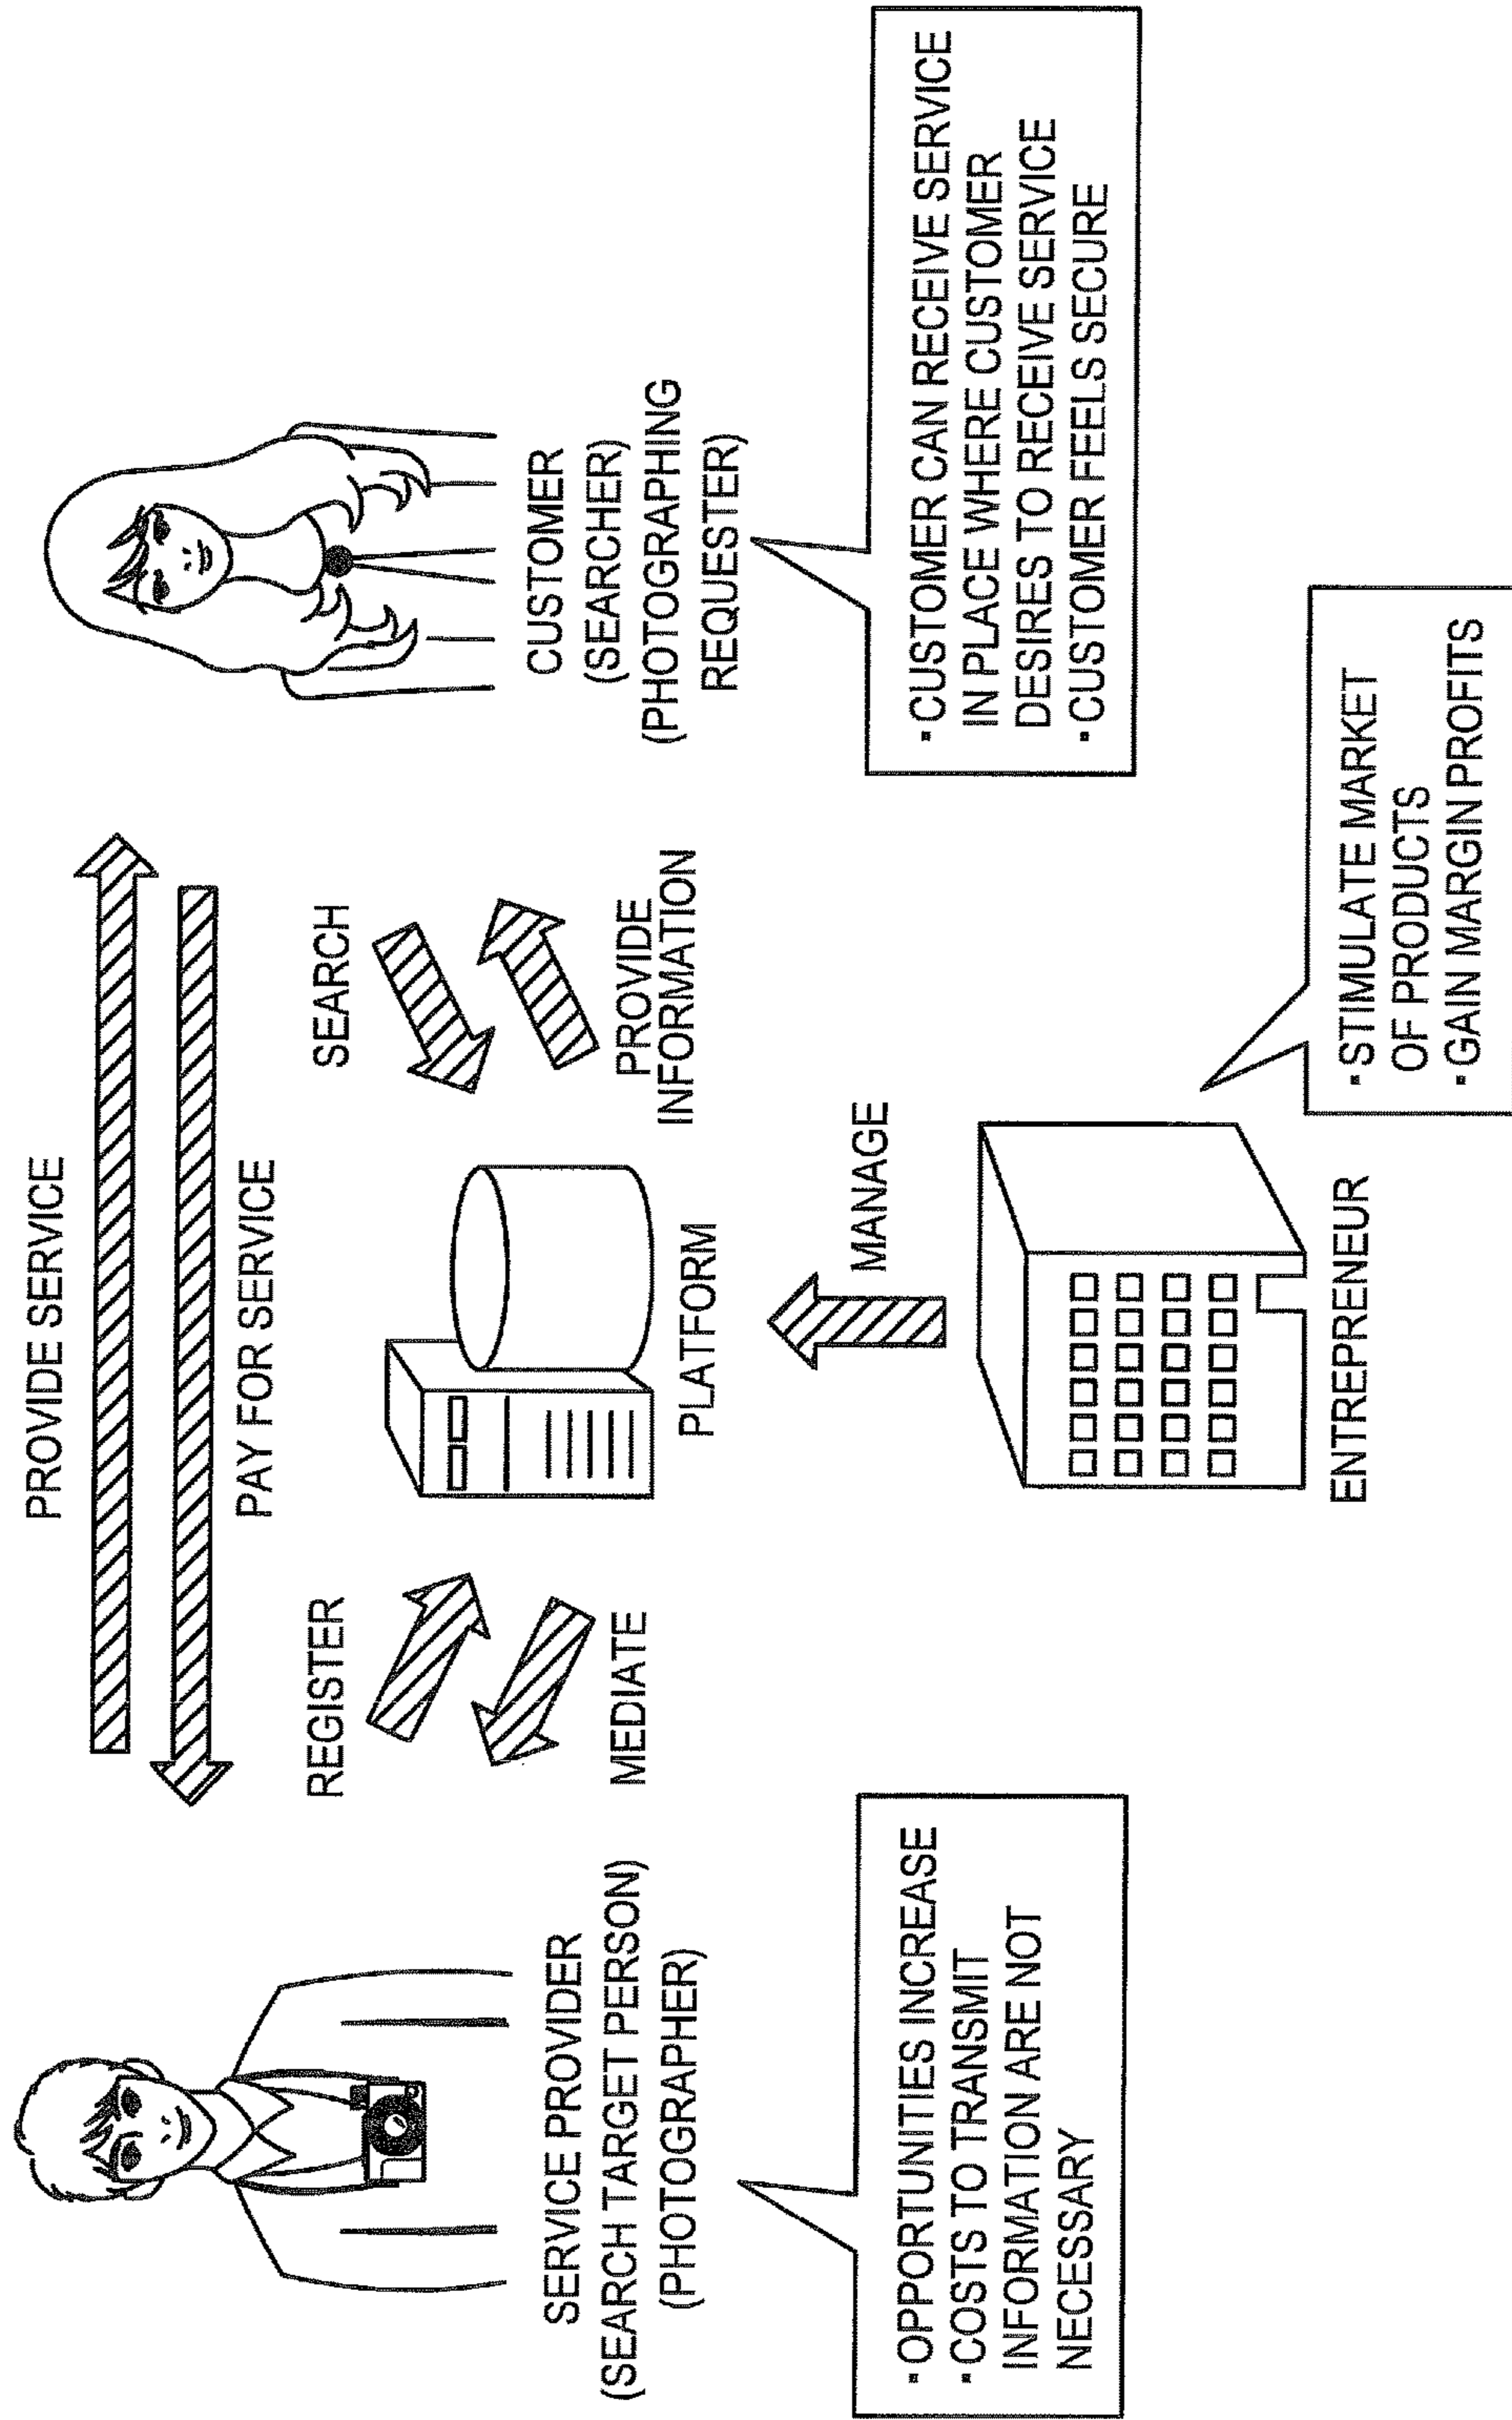 PROVIDE SERVICE
PAY FOR SERVICE
REGISTER
MEDIATE
SEARCH
PROVIDE
INFORMATION
SERVICE PROVIDER
(SEARCH TARGET PERSON)
(PHOTOGRAPHER)
PLATFORM
CUSTOMER
(SEARCHER)
(PHOTOGRAPHING
REQUESTER)
▪OPPORTUNITIES INCREASE
▪COSTS TO TRANSMIT
INFORMATION ARE NOT
NECESSARY
MANAGE
▪CUSTOMER CAN RECEIVE SERVICE
IN PLACE WHERE CUSTOMER
DESIRES TO RECEIVE SERVICE
▪CUSTOMER FEELS SECURE
ENTREPRENEUR
▪STIMULATE MARKET
OF PRODUCTS
▪GAIN MARGIN PROFITS